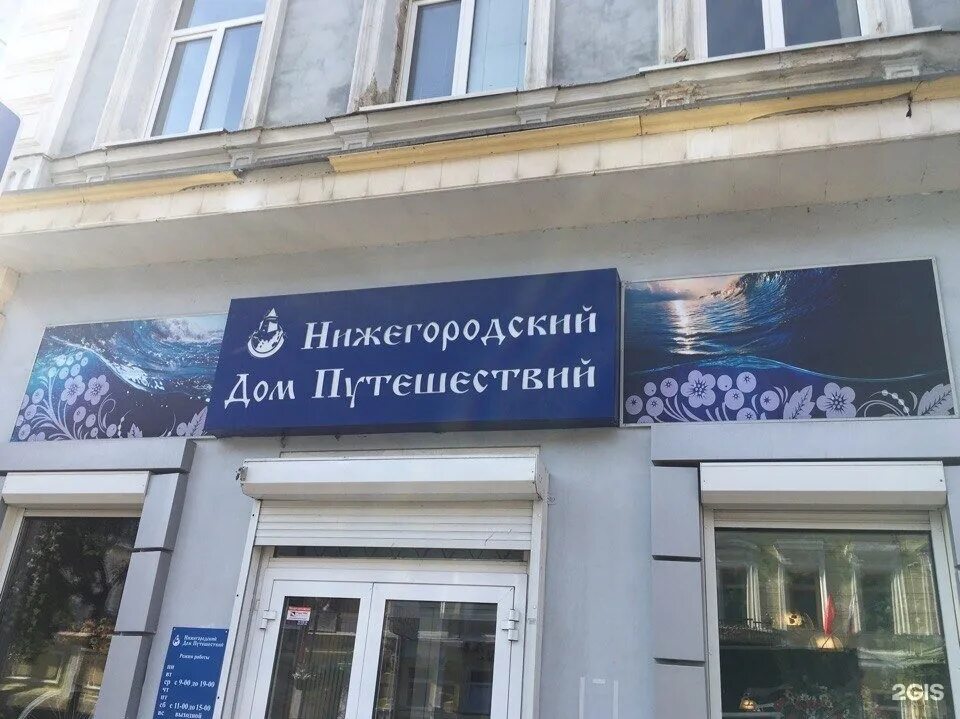 Нижегородский
Дом Путешествий
Нижегородский
Дом Путешествий
Режим работы
пн
вт
ср с 9-00 до 19-00
чт
пт
сб с 11-00 до 15-00
вс выходной
2GIS